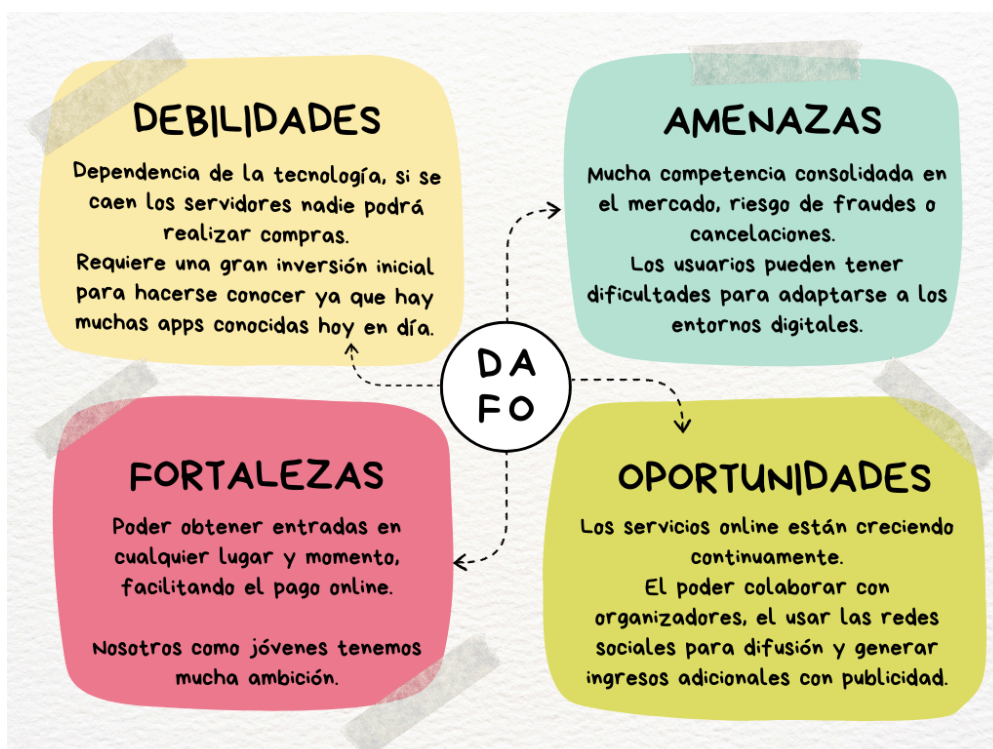 DEBILIDADES
Dependencia de la tecnología, si se
caen los servidores nadie podrá
realizar compras.
Requiere una gran inversión inicial
para hacerse conocer ya que hay
muchas apps conocidas hoy en día.
AMENAZAS
Mucha competencia consolidada en
el mercado, riesgo de fraudes o
cancelaciones.
Los usuarios pueden tener
dificultades para adaptarse a los
entornos digitales.
DA
FO
FORTALEZAS
Poder obtener entradas en
cualquier lugar y momento,
facilitando el pago online.
Nosotros como jóvenes tenemos
mucha ambición.
OPORTUNIDADES
Los servicios online están creciendo
continuamente.
El poder colaborar con
organizadores, el usar las redes
sociales para difusión y generar
ingresos adicionales con publicidad.